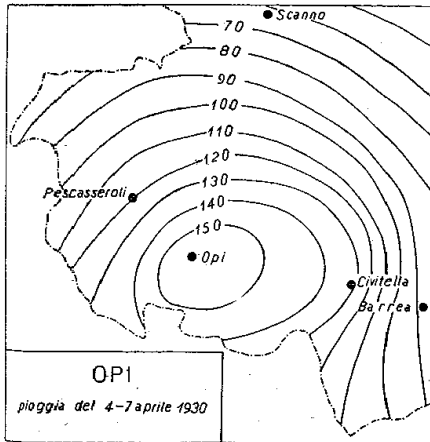 Scanno
70
80
90
100
110
120
130
140
150
Pescasseroli
Opi
Civitella
Barrea
OPI
pioggia del 4-7 aprile 1930